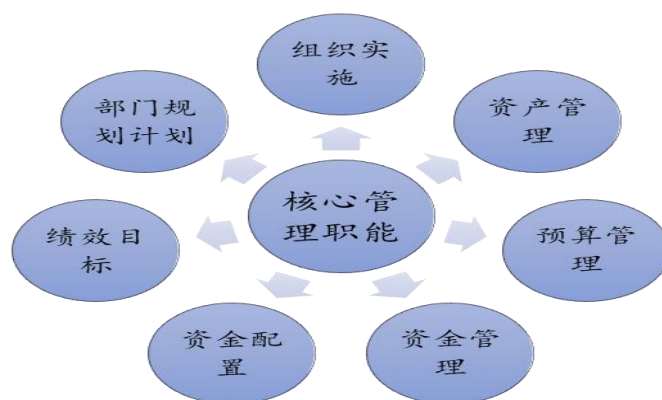 组织实
施
部门规
划计划
资产管
理
核心管
理职能
绩效目
标
预算管
理
资金配
置
资金管
理